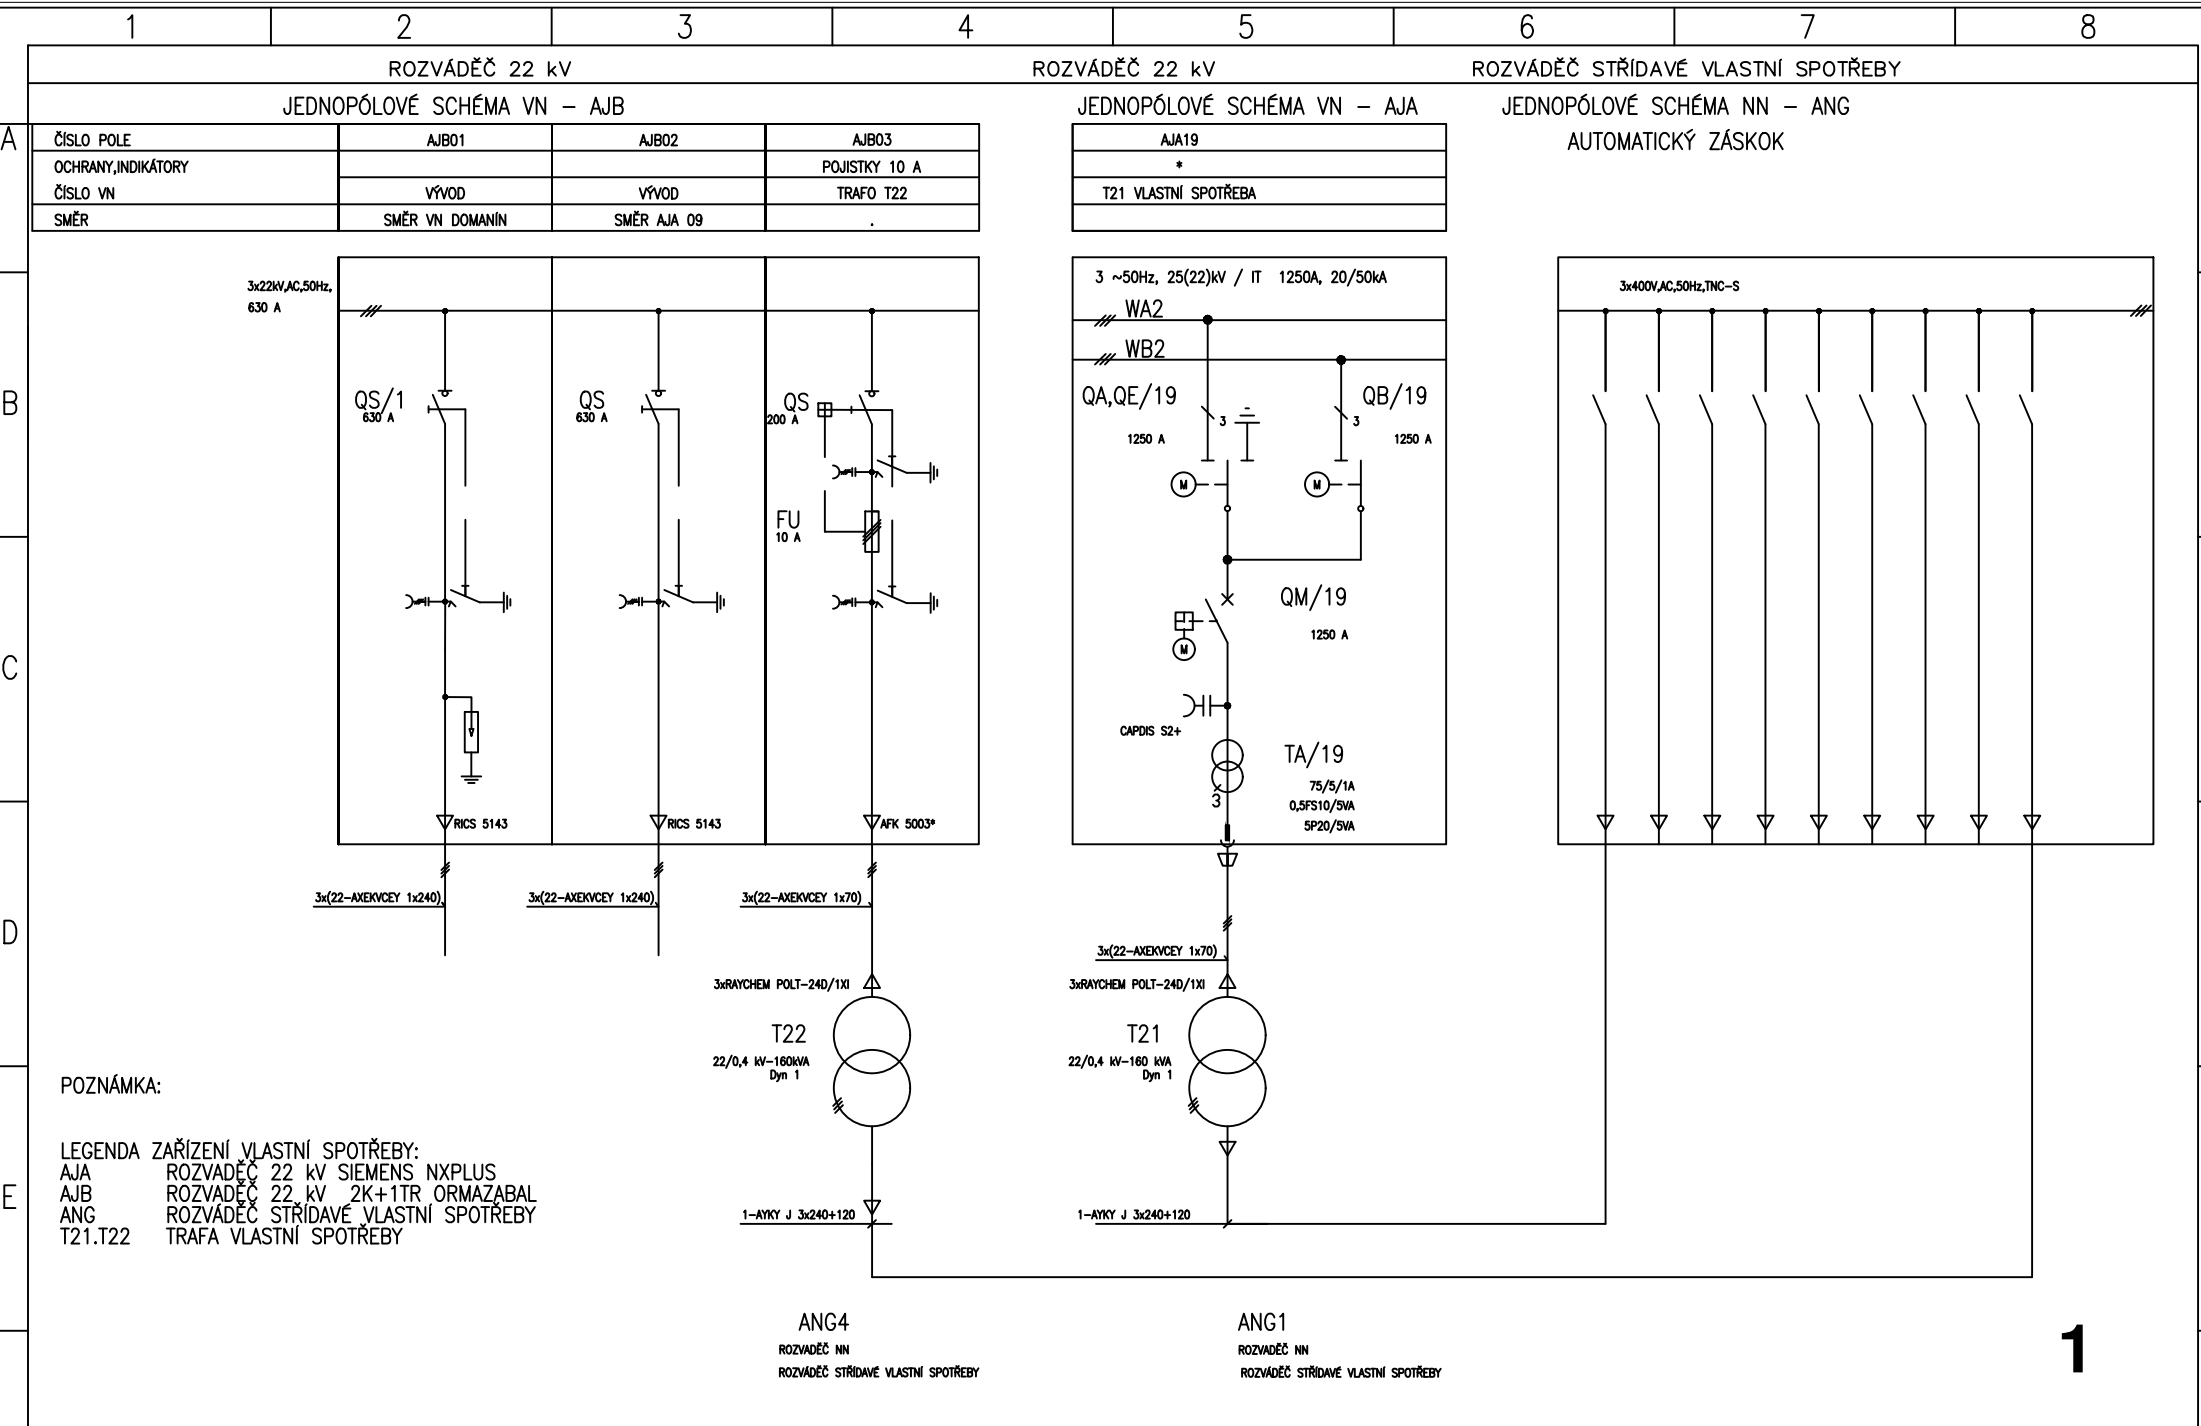 1 2 3 4 5 6 7 8
ROZVÁDĚČ 22 kV
ROZVÁDĚČ 22 kV
ROZVÁDĚČ STŘÍDAVÉ VLASTNÍ SPOTŘEBY
JEDNOPÓLOVÉ SCHÉMA VN – AJB
JEDNOPÓLOVÉ SCHÉMA VN – AJA
JEDNOPÓLOVÉ SCHÉMA NN – ANG
AUTOMATICKÝ ZÁSKOK
A
B
C
D
E
ČÍSLO POLE AJB01 AJB02 AJB03
OCHRANY,INDIKÁTORY POJISTKY 10 A
ČÍSLO VN VÝVOD VÝVOD TRAFO T22
SMĚR SMĚR VN DOMANÍN SMĚR AJA 09 .
AJA19
*
T21 VLASTNÍ SPOTŘEBA
3x22kV,AC,50Hz,
630 A
QS/1
630 A
QS
630 A
QS
200 A
FU
10 A
RICS 5143
RICS 5143
AFK 5003*
3x(22–AXEKVCEY 1x240)
3x(22–AXEKVCEY 1x240)
3x(22–AXEKVCEY 1x70)
3xRAYCHEM POLT–24D/1XI
T22
22/0,4 kV–160kVA
Dyn 1
1–AYKY J 3x240+120
3 ~50Hz, 25(22)kV / IT 1250A, 20/50kA
WA2
WB2
QA,QE/19
1250 A
3
QB/19
1250 A
3
M
M
QM/19
1250 A
M
CAPDIS S2+
TA/19
75/5/1A
0,5FS10/5VA
5P20/5VA
3
3x(22–AXEKVCEY 1x70)
3xRAYCHEM POLT–24D/1XI
T21
22/0,4 kV–160 kVA
Dyn 1
1–AYKY J 3x240+120
3x400V,AC,50Hz,TNC–S
POZNÁMKA:
LEGENDA ZAŘÍZENÍ VLASTNÍ SPOTŘEBY:
AJA ROZVADĚČ 22 kV SIEMENS NXPLUS
AJB ROZVADĚČ 22 kV 2K+1TR ORMAZABAL
ANG ROZVÁDĚČ STŘÍDAVÉ VLASTNÍ SPOTŘEBY
T21.T22 TRAFA VLASTNÍ SPOTŘEBY
ANG4
ROZVADĚČ NN
ROZVÁDĚČ STŘÍDAVÉ VLASTNÍ SPOTŘEBY
ANG1
ROZVADĚČ NN
ROZVÁDĚČ STŘÍDAVÉ VLASTNÍ SPOTŘEBY
1